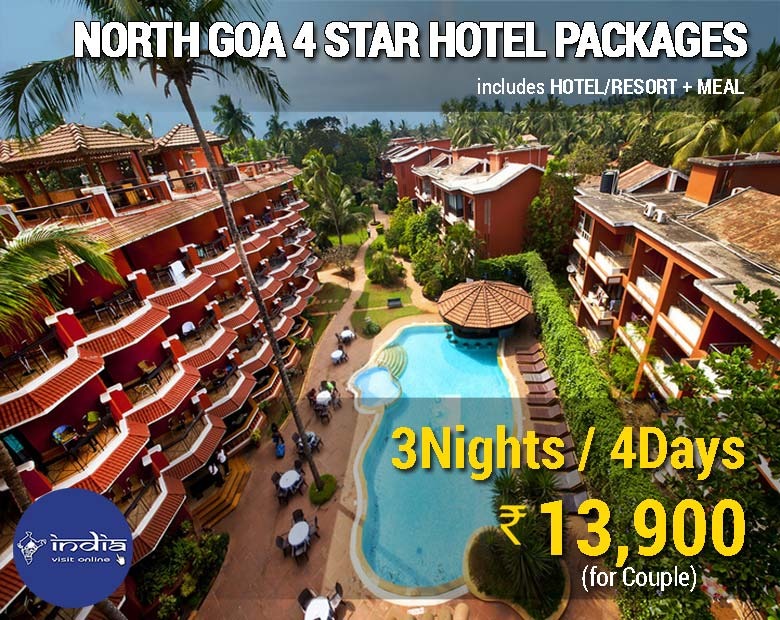 NORTH GOA 4 STAR HOTEL PACKAGES
includes HOTEL/RESORT + MEAL
3Nights / 4Days
₹ 13,900
(for Couple)
india
visit online